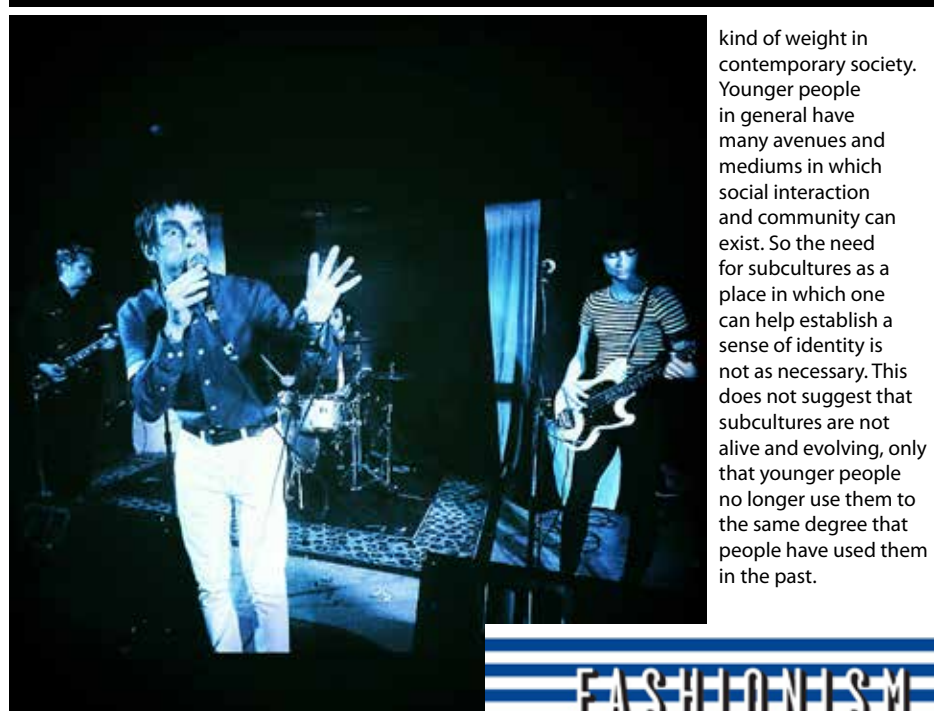 kind of weight in
contemporary society.
Younger people
in general have
many avenues and
mediums in which
social interaction
and community can
exist. So the need
for subcultures as a
place in which one
can help establish a
sense of identity is
not as necessary. This
does not suggest that
subcultures are not
alive and evolving, only
that younger people
no longer use them to
the same degree that
people have used them
in the past.
FASHIONISM